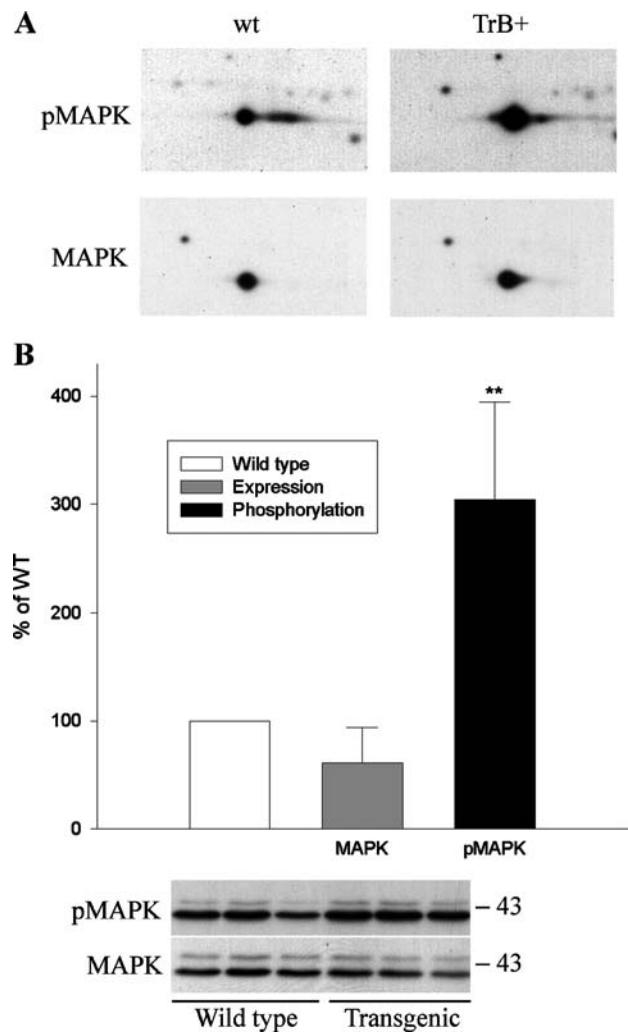 A
wt
TrB+
pMAPK
MAPK
B
400
300
200
100
0
% of WT
Wild type
Expression
Phosphorylation
**
MAPK
pMAPK
pMAPK
– 43
MAPK
– 43
Wild type
Transgenic